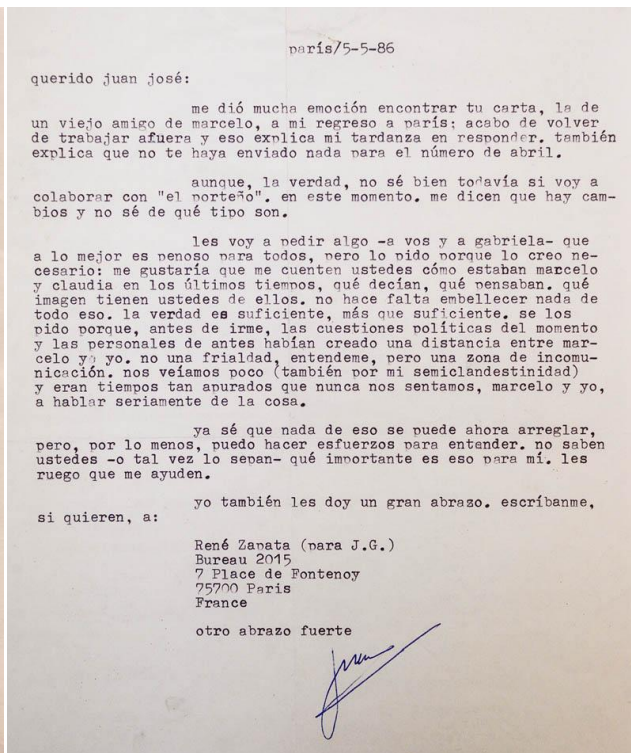 parís/5-5-86
querido juan josé:
me dió mucha emoción encontrar tu carta, la de
un viejo amigo de marcelo, a mi regreso a parís: acabo de volver
de trabajar afuera y eso explica mi tardanza en responder. también
explica que no te haya enviado nada para el número de abril.
aunque, la verdad, no sé bien todavía si voy a
colaborar con "el porteño". en este momento. me dicen que hay cam-
bios y no sé de qué tipo son.
les voy a pedir algo -a vos y a gabriela- que
a lo mejor es penoso para todos, pero lo pido porque lo creo ne-
cesario: me gustaría que me cuenten ustedes cómo estaban marcelo
y claudia en los últimos tiempos, qué decían, qué pensaban. qué
imagen tienen ustedes de ellos. no hace falta embellecer nada de
todo eso. la verdad es suficiente, más que suficiente. se los
pido porque, antes de irme, las cuestiones políticas del momento
y las personales de antes habían creado una distancia entre mar-
celo y yo. no una frialdad, entendeme, pero una zona de incomu-
nicación. nos veíamos poco (también por mi semiclandestinidad)
y eran tiempos tan apurados que nunca nos sentamos, marcelo y yo,
a hablar seriamente de la cosa.
ya sé que nada de eso se puede ahora arreglar,
pero, por lo menos, puedo hacer esfuerzos para entender. no saben
ustedes -o tal vez lo sepan- qué importante es eso para mí. les
ruego que me ayuden.
yo también les doy un gran abrazo. escríbanme,
si quieren, a:
René Zapata (para J.G.)
Bureau 2015
7 Place de Fontenoy
75700 Paris
France
otro abrazo fuerte
juan